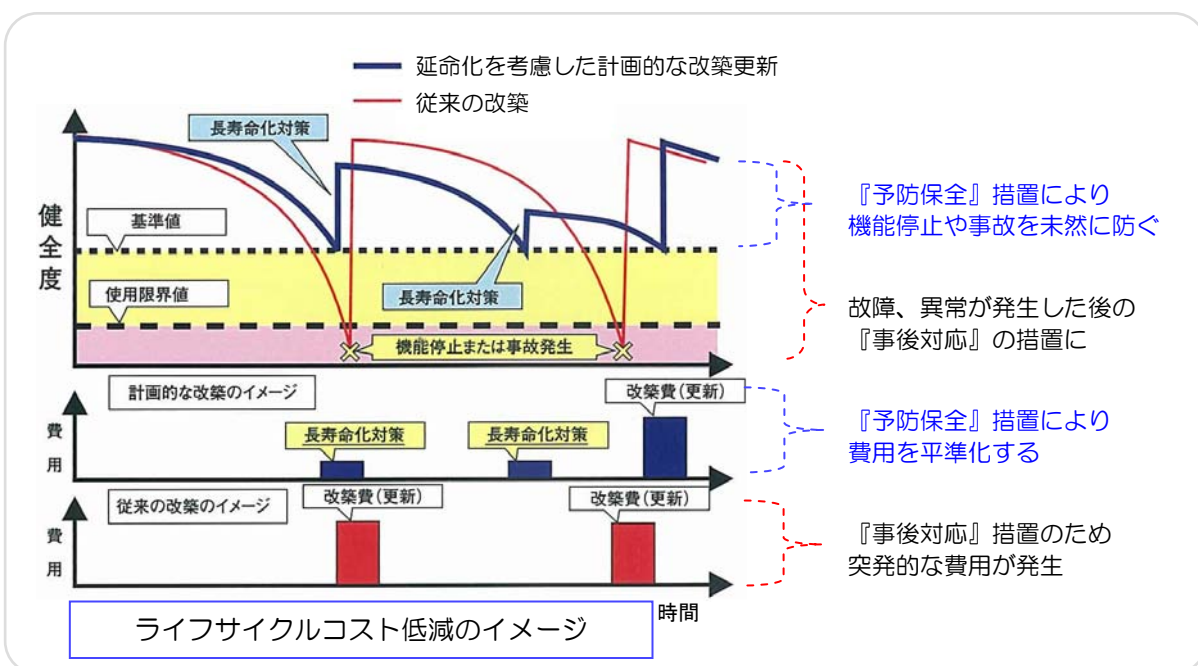 延命化を考慮した計画的な改築更新
従来の改築
長寿命化対策
健全度
基準値
使用限界値
長寿命化対策
機能停止または事故発生
『予防保全』措置により
機能停止や事故を未然に防ぐ
故障、異常が発生した後の
『事後対応』の措置に
計画的な改築のイメージ
費用
長寿命化対策
長寿命化対策
改築費(更新)
『予防保全』措置により
費用を平準化する
従来の改築のイメージ
費用
改築費(更新)
改築費(更新)
『事後対応』措置のため
突発的な費用が発生
時間
ライフサイクルコスト低減のイメージ